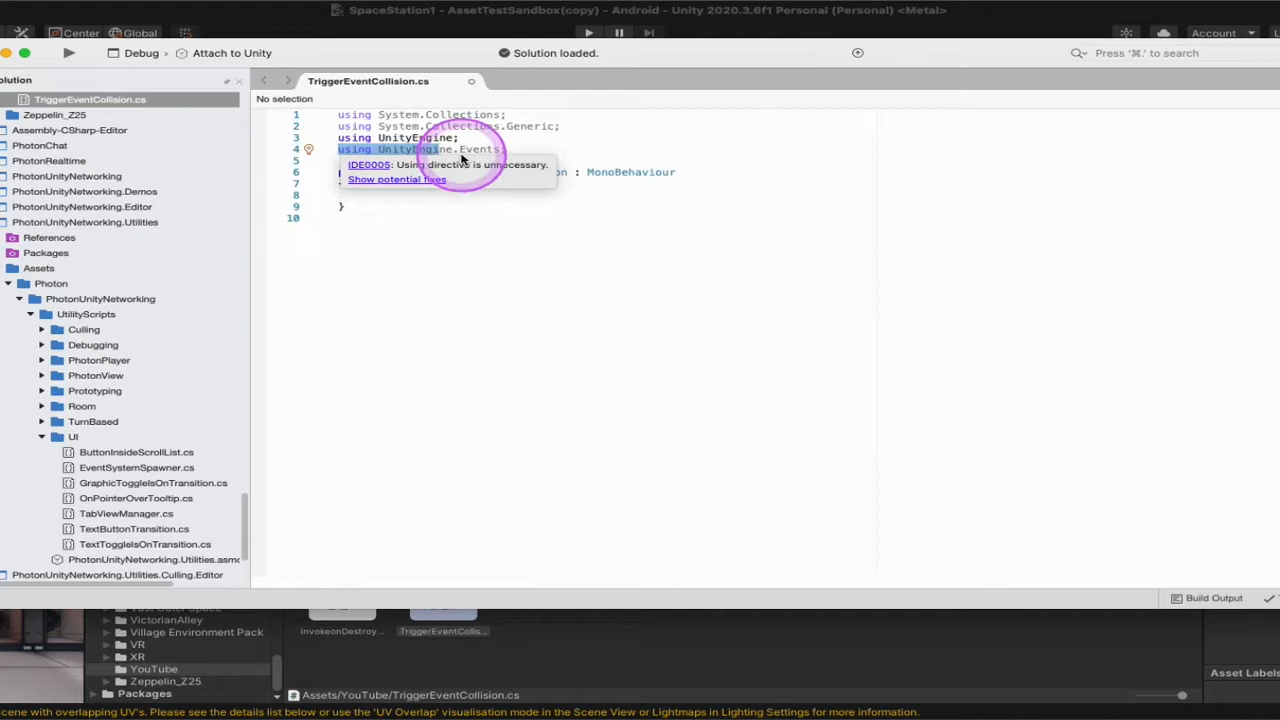 SpaceStation1 - AssetTestSandbox(copy) - Android - Unity 2020.3.6f1 Personal (Personal) <Metal>
Center Global Account
Debug › Attach to Unity Solution loaded. Press '⌘.' to search
olution
TriggerEventCollision.cs
TriggerEventCollision.cs
No selection
Zeppelin_Z25
Assembly-CSharp-Editor
PhotonChat
PhotonRealtime
PhotonUnityNetworking
PhotonUnityNetworking.Demos
PhotonUnityNetworking.Editor
PhotonUnityNetworking.Utilities
References
Packages
Assets
Photon
PhotonUnityNetworking
UtilityScripts
Culling
Debugging
PhotonPlayer
PhotonView
Prototyping
Room
TurnBased
UI
ButtonInsideScrollList.cs
EventSystemSpawner.cs
GraphicToggleIsOnTransition.cs
OnPointerOverTooltip.cs
TabViewManager.cs
TextButtonTransition.cs
TextToggleIsOnTransition.cs
PhotonUnityNetworking.Utilities.asm
PhotonUnityNetworking.Utilities.Culling.Editor
1 using System.Collections;
2 using System.Collections.Generic;
3 using UnityEngine;
4 using UnityEngine.Events;
5
IDE0005: Using directive is unnecessary.
6 : MonoBehaviour
Show potential fixes
7
8
9 }
10
Build Output
VictorianAlley
Village Environment Pack
VR
XR
YouTube
Zeppelin_Z25
Packages
InvokeonDestroy...
TriggerEventCollis...
Asset Labels
Assets/YouTube/TriggerEventCollision.cs
cene with overlapping UV's. Please see the details list below or use the 'UV Overlap' visualisation mode in the Scene View or Lightmaps in Lighting Settings for more information.